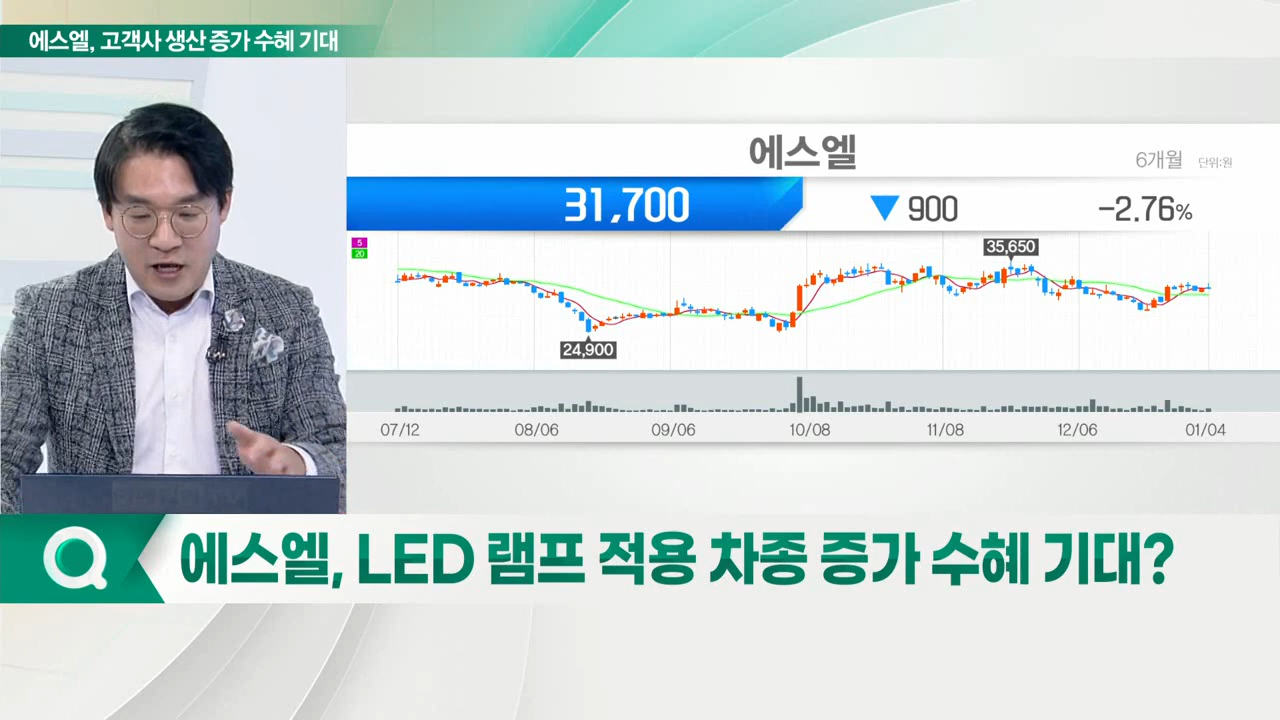 에스엘, 고객사 생산 증가 수혜 기대
에스엘
6개월 단위:원
31,700 ▼ 900 -2.76%
5
20
35,650
24,900
07/12 08/06 09/06 10/08 11/08 12/06 01/04
에스엘, LED 램프 적용 차종 증가 수혜 기대?